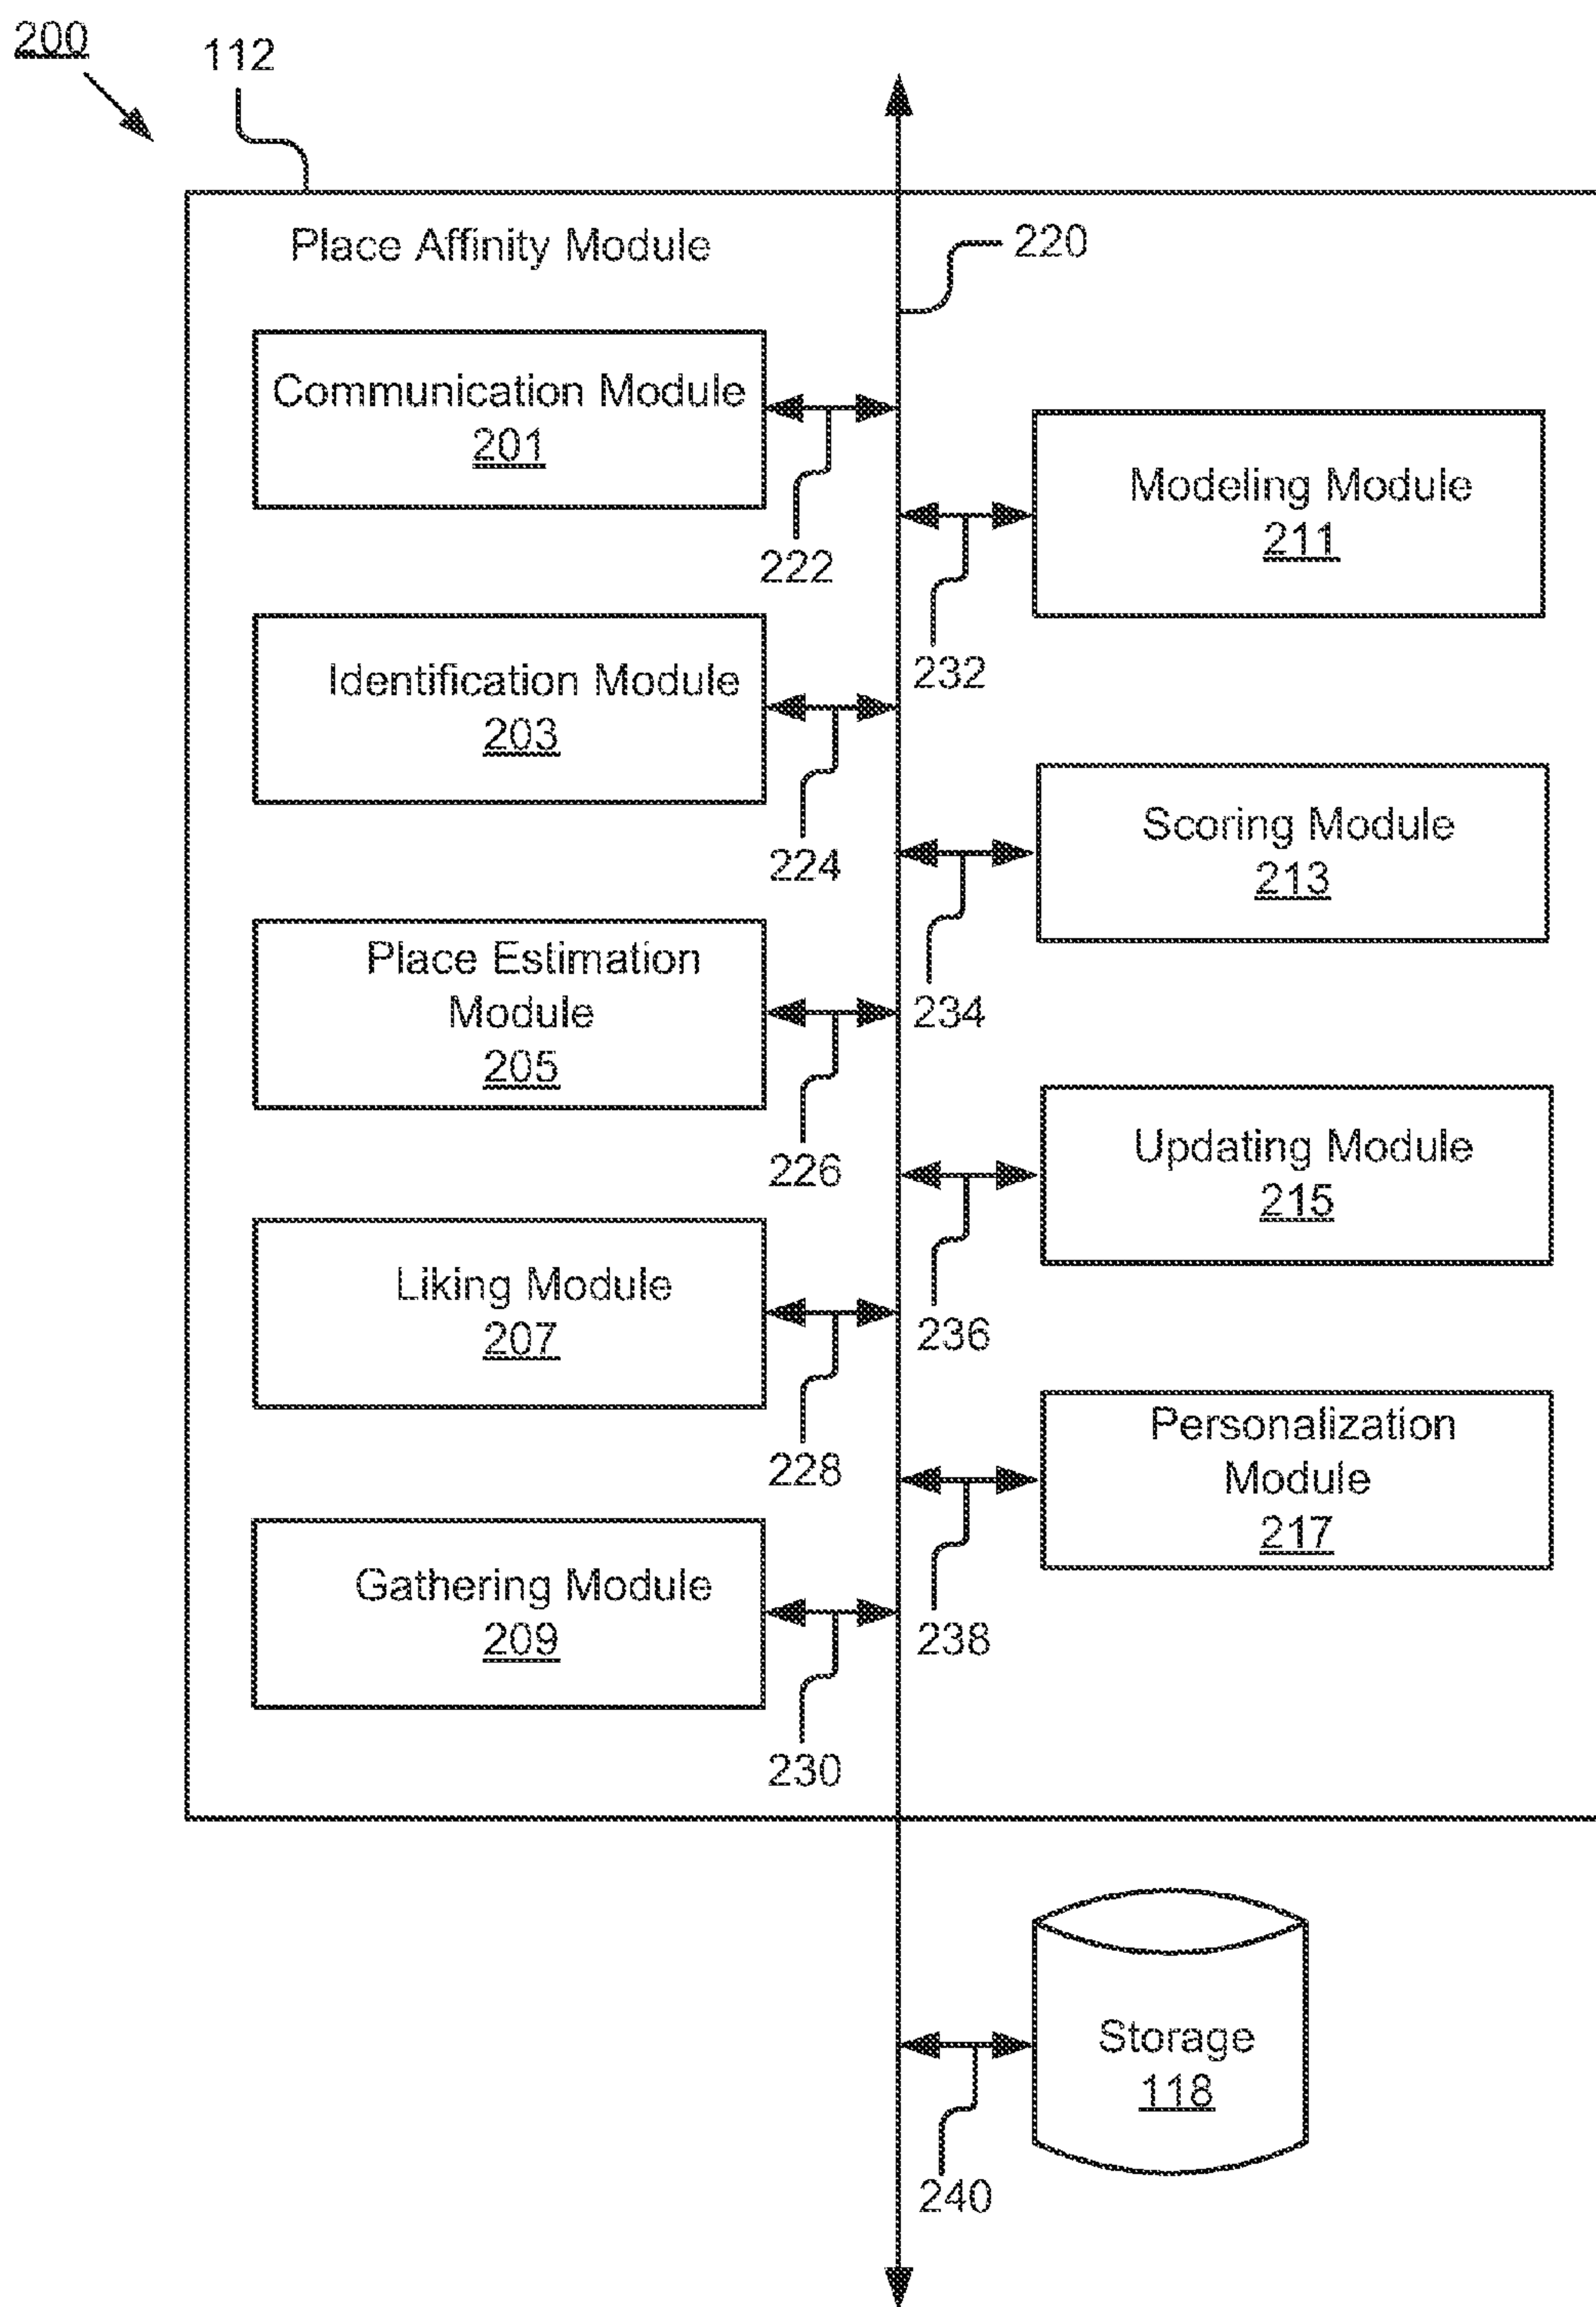 200
112
Place Affinity Module
220
Communication Module
201
222
Modeling Module
211
232
Identification Module
203
224
Scoring Module
213
234
Place Estimation
Module
205
226
Updating Module
215
236
Liking Module
207
228
Personalization
Module
217
238
Gathering Module
209
230
Storage
118
240